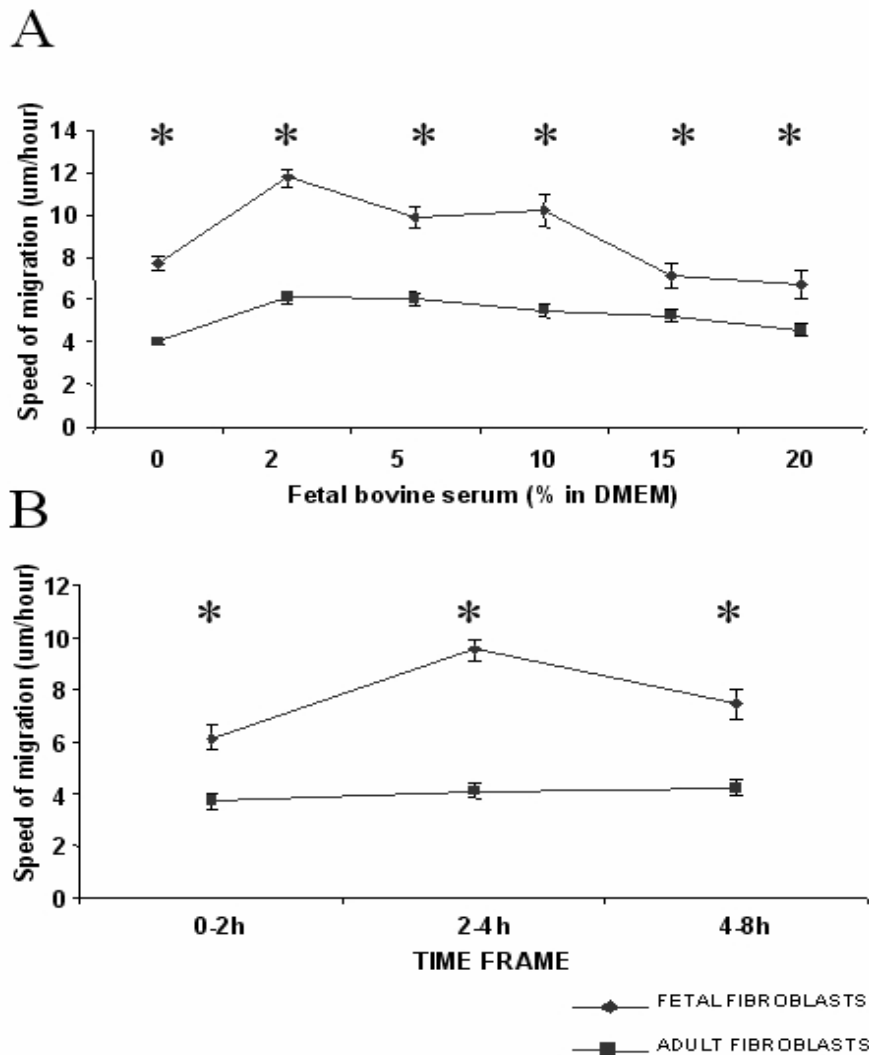 A
* * * * * *
14
12
10
8
6
4
2
0
Speed of migration (um/hour)
0 2 5 10 15 20
Fetal bovine serum (% in DMEM)
B
* * *
12
10
8
6
4
2
0
Speed of migration (um/hour)
0-2h 2-4h 4-8h
TIME FRAME
FETAL FIBROBLASTS
ADULT FIBROBLASTS